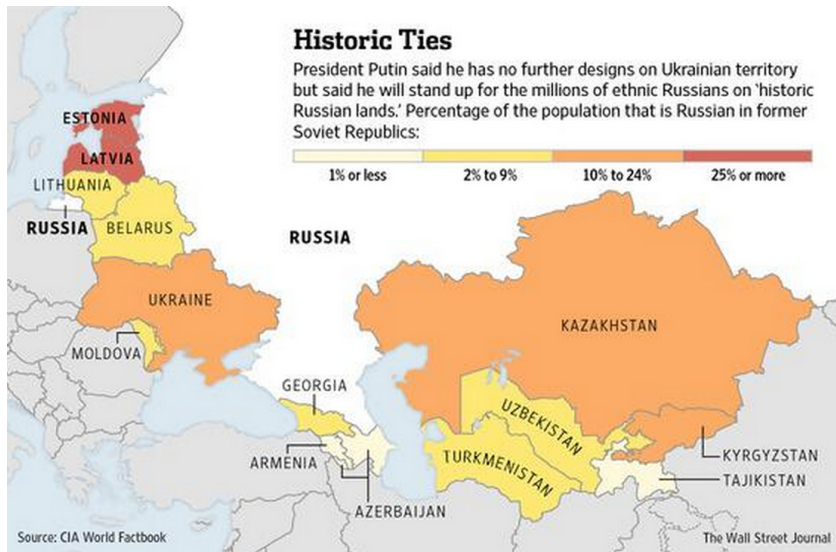 Historic Ties
President Putin said he has no further designs on Ukrainian territory
but said he will stand up for the millions of ethnic Russians on ‘historic
Russian lands.’ Percentage of the population that is Russian in former
Soviet Republics:
1% or less
2% to 9%
10% to 24%
25% or more
ESTONIA
LATVIA
LITHUANIA
RUSSIA
BELARUS
RUSSIA
UKRAINE
KAZAKHSTAN
MOLDOVA
GEORGIA
UZBEKISTAN
ARMENIA
TURKMENISTAN
KYRGYZSTAN
TAJIKISTAN
AZERBAIJAN
Source: CIA World Factbook
The Wall Street Journal